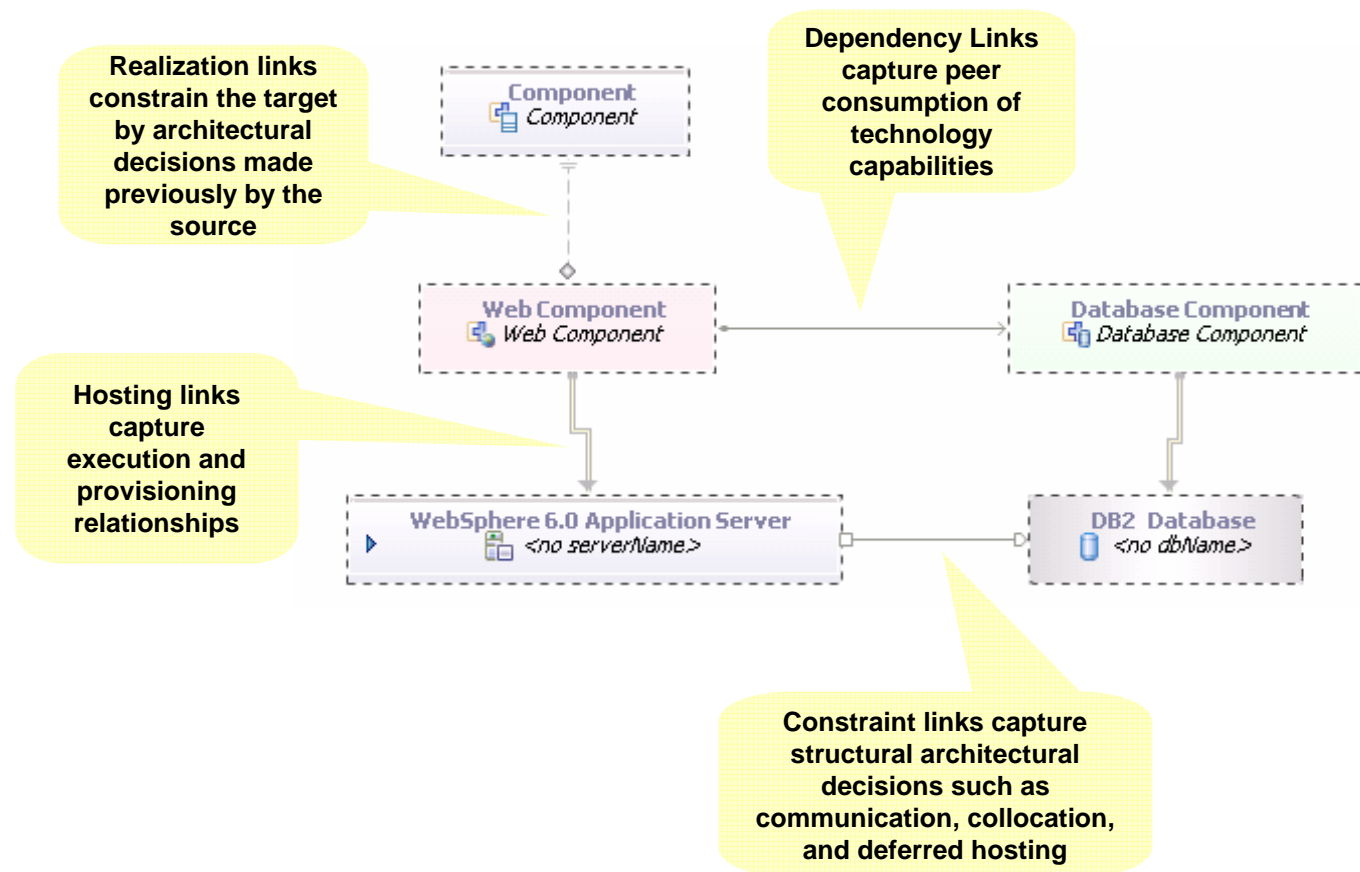 Realization links
constrain the target
by architectural
decisions made
previously by the
source
Component
Component
Dependency Links
capture peer
consumption of
technology
capabilities
Web Component
Web Component
Database Component
Database Component
Hosting links
capture
execution and
provisioning
relationships
WebSphere 6.0 Application Server
<no serverName>
DB2 Database
<no dbName>
Constraint links capture
structural architectural
decisions such as
communication, collocation,
and deferred hosting